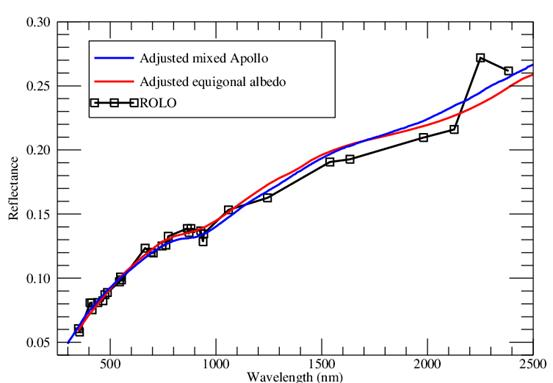 0.30
0.25
0.20
0.15
0.10
0.05
Reflectance
Adjusted mixed Apollo
Adjusted equigonal albedo
ROLO
500
1000
1500
2000
2500
Wavelength (nm)